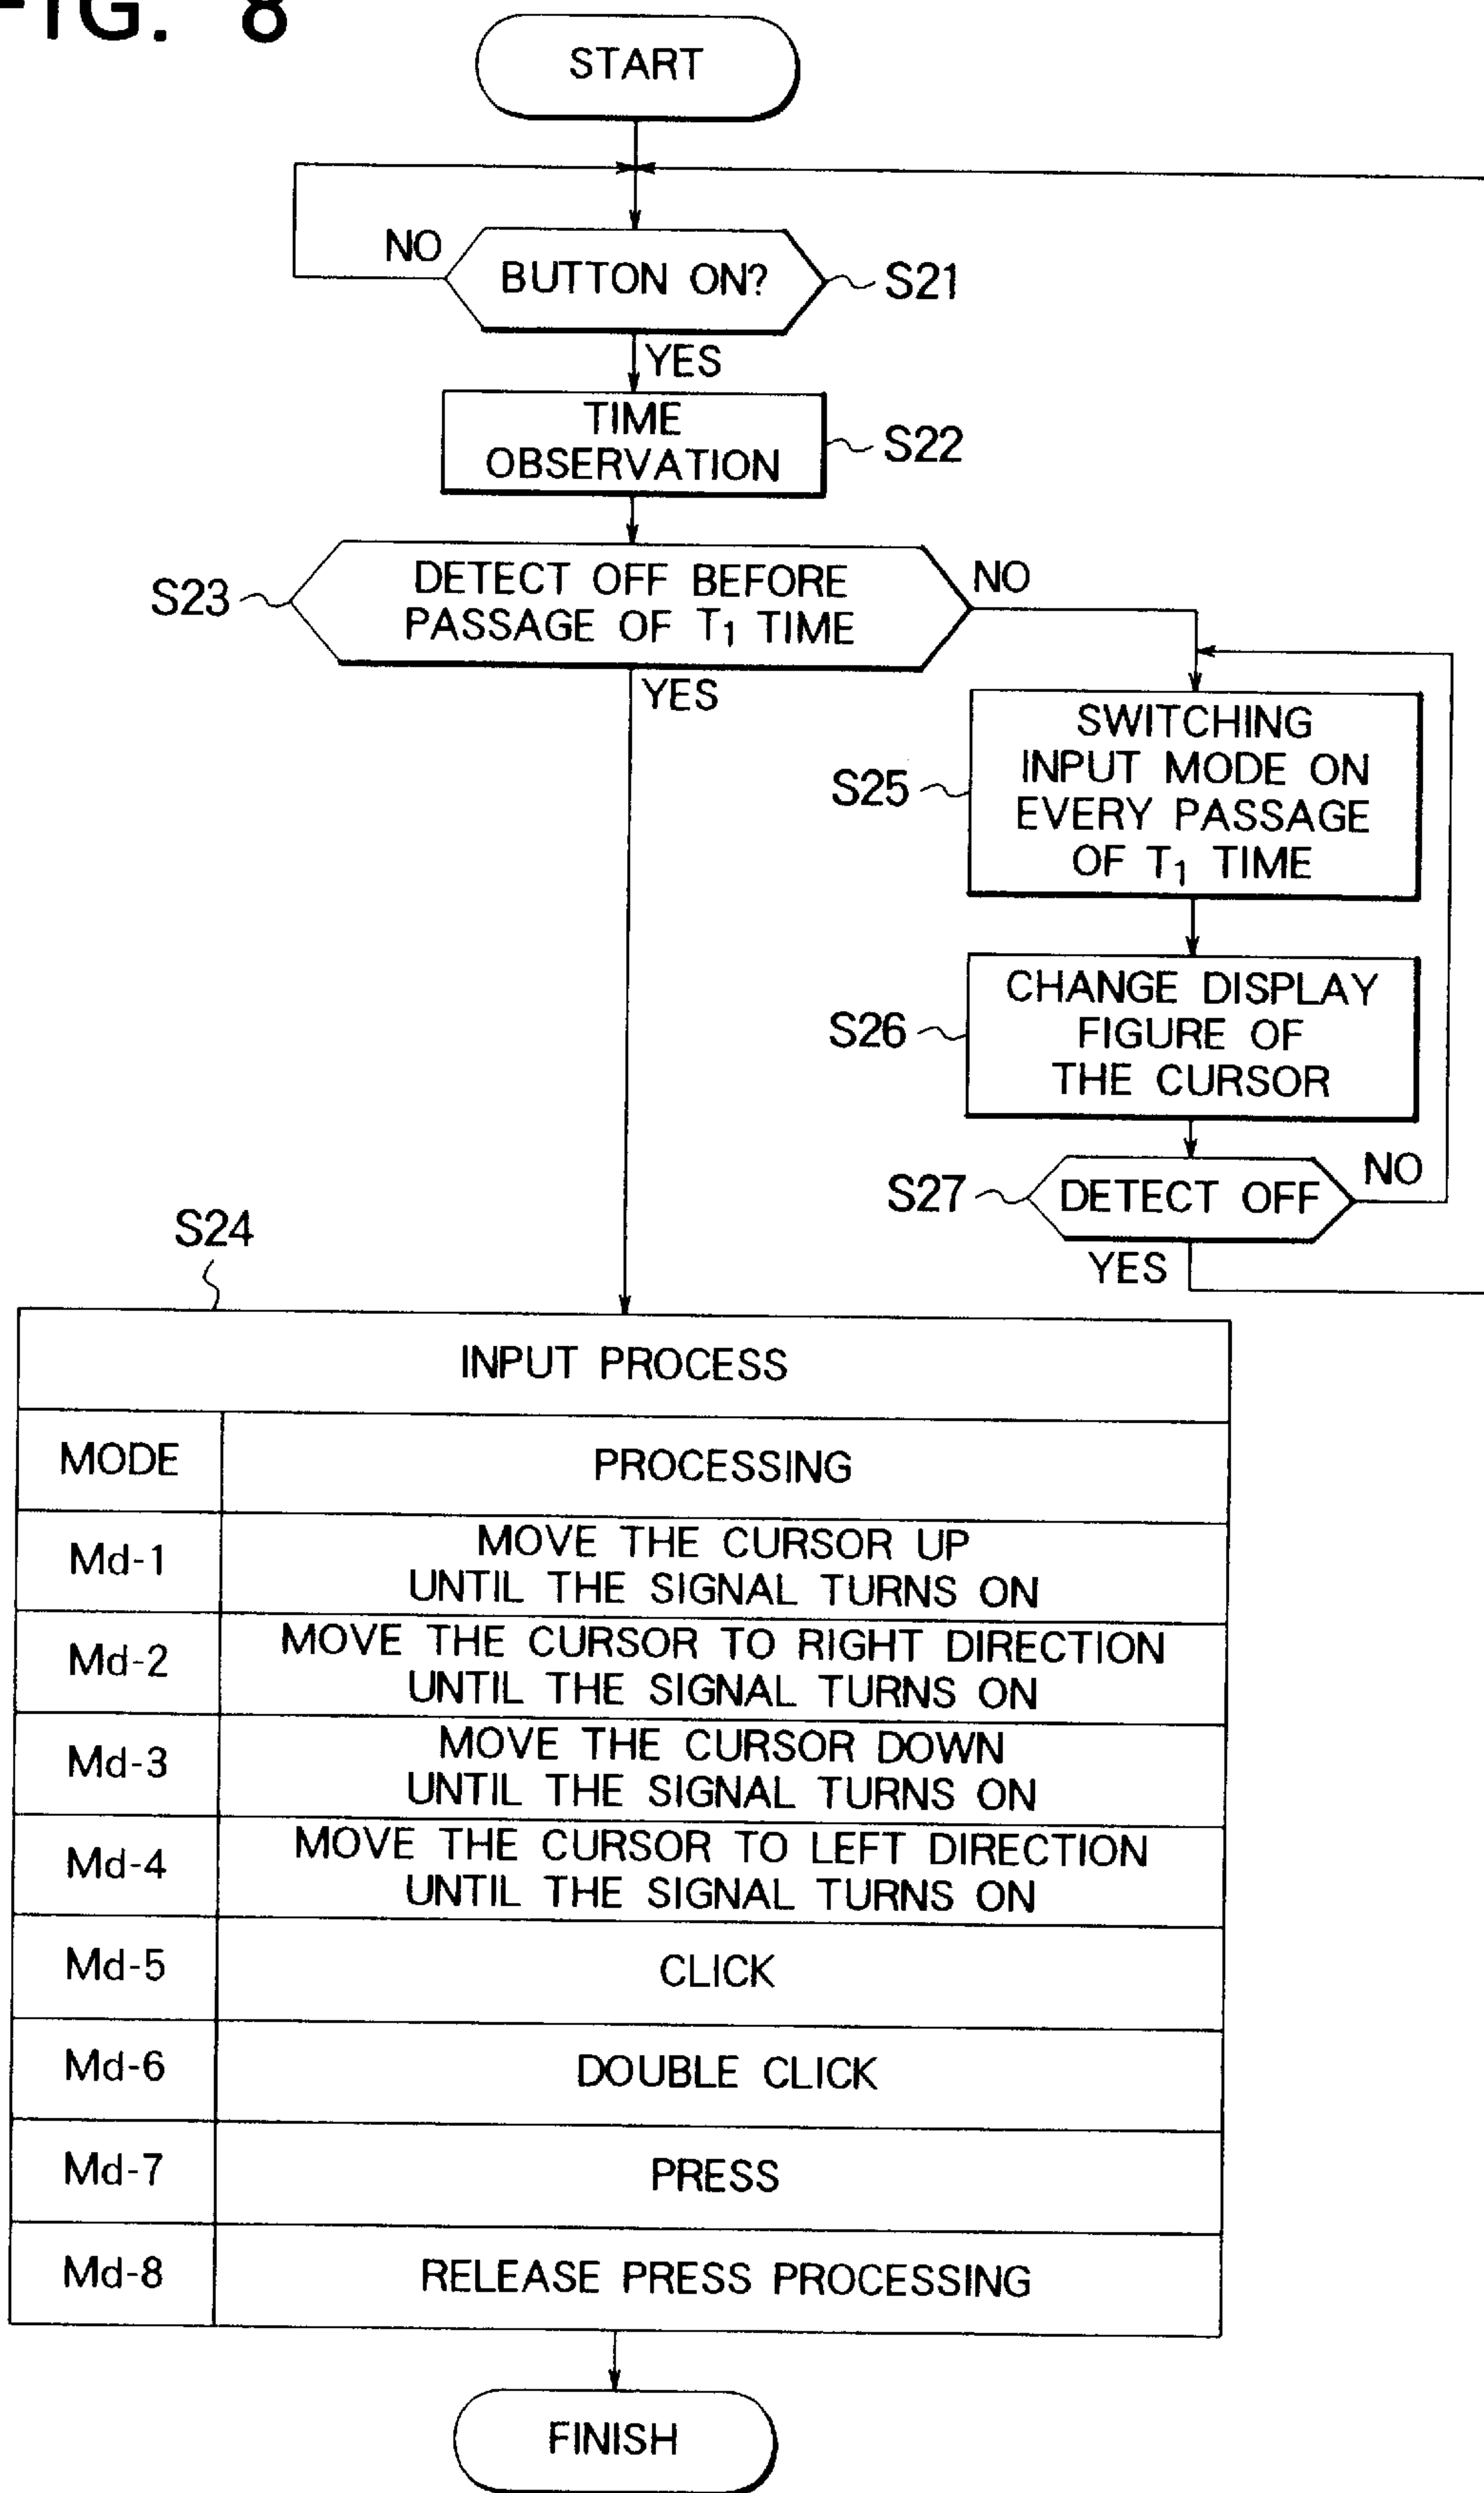 FIG. 8
START
NO
BUTTON ON?
S21
YES
TIME
OBSERVATION
S22
S23
DETECT OFF BEFORE
PASSAGE OF T1 TIME
NO
YES
S25
SWITCHING
INPUT MODE ON
EVERY PASSAGE
OF T1 TIME
S26
CHANGE DISPLAY
FIGURE OF
THE CURSOR
S27
DETECT OFF
NO
YES
S24
INPUT PROCESS
MODE
PROCESSING
Md-1
MOVE THE CURSOR UP
UNTIL THE SIGNAL TURNS ON
Md-2
MOVE THE CURSOR TO RIGHT DIRECTION
UNTIL THE SIGNAL TURNS ON
Md-3
MOVE THE CURSOR DOWN
UNTIL THE SIGNAL TURNS ON
Md-4
MOVE THE CURSOR TO LEFT DIRECTION
UNTIL THE SIGNAL TURNS ON
Md-5
CLICK
Md-6
DOUBLE CLICK
Md-7
PRESS
Md-8
RELEASE PRESS PROCESSING
FINISH